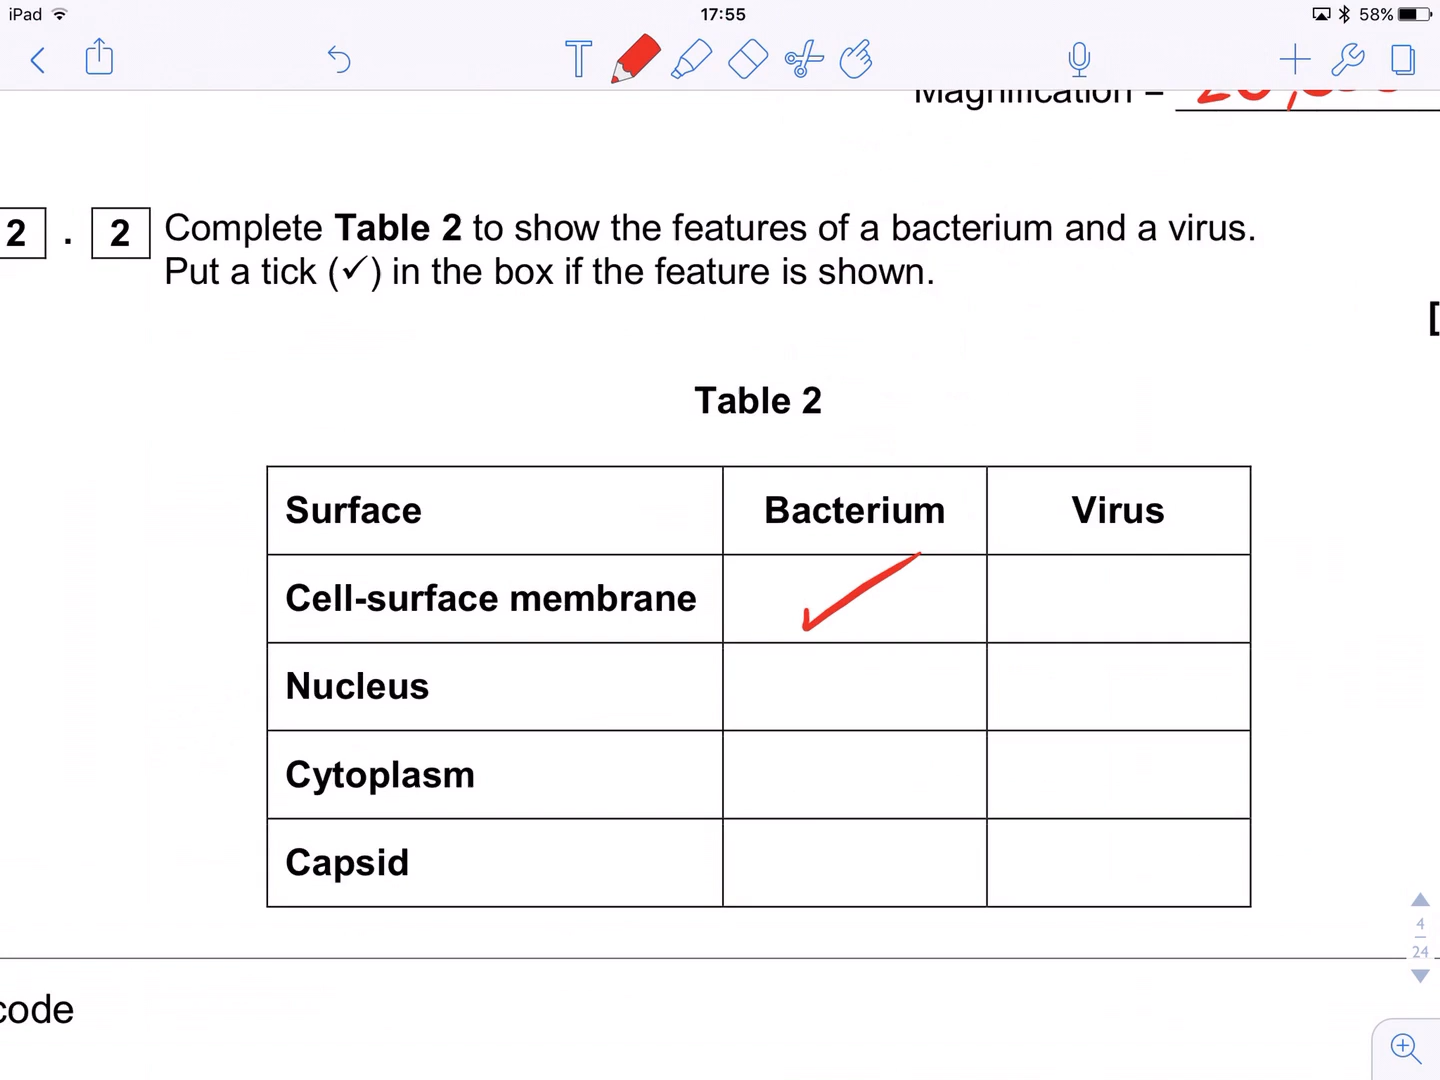 iPad
17:55
58%
T
Magnification =
2 . 2 Complete Table 2 to show the features of a bacterium and a virus.
Put a tick (✓) in the box if the feature is shown.
[
Table 2
Surface Bacterium Virus
Cell-surface membrane ✓
Nucleus
Cytoplasm
Capsid
4
24
code